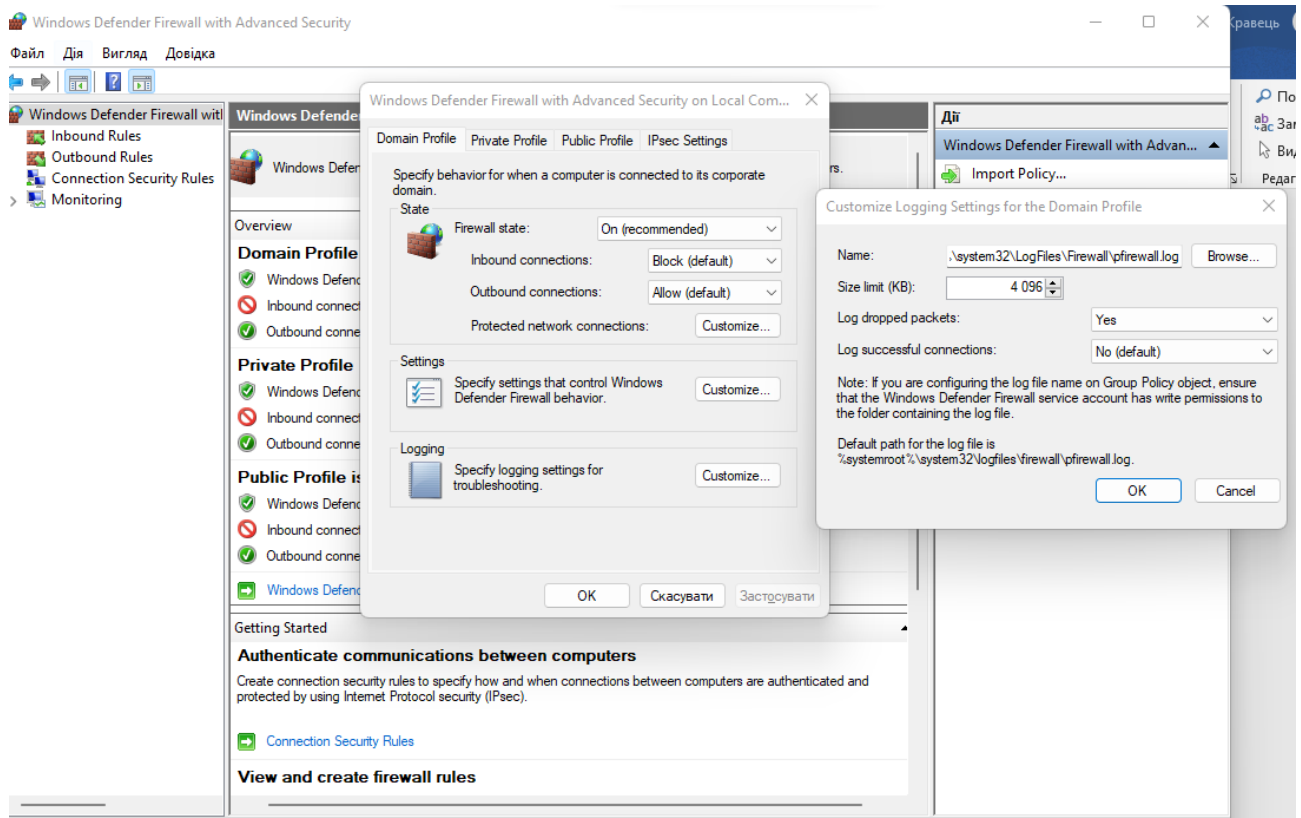 Windows Defender Firewall with Advanced Security
Кравець
Файл Дія Вигляд Довідка
Windows Defender Firewall witl
Inbound Rules
Outbound Rules
Connection Security Rules
Monitoring
Windows Defende
Windows Defen
rs.
Overview
Domain Profile
Windows Defend
Inbound connect
Outbound conne
Private Profile
Windows Defend
Inbound connect
Outbound conne
Public Profile is
Windows Defend
Inbound connect
Outbound conne
Windows Defend
Getting Started
Authenticate communications between computers
Create connection security rules to specify how and when connections between computers are authenticated and
protected by using Internet Protocol security (IPsec).
Connection Security Rules
View and create firewall rules
Windows Defender Firewall with Advanced Security on Local Com...
Domain Profile Private Profile Public Profile IPsec Settings
Specify behavior for when a computer is connected to its corporate
domain.
State
Firewall state: On (recommended)
Inbound connections: Block (default)
Outbound connections: Allow (default)
Protected network connections: Customize...
Settings
Specify settings that control Windows
Defender Firewall behavior.
Customize...
Logging
Specify logging settings for
troubleshooting.
Customize...
OK Скасувати Застосувати
Дії
Windows Defender Firewall with Advan...
Import Policy...
По
Заг
Вид
Редаг
Customize Logging Settings for the Domain Profile
Name: \system32\LogFiles\Firewall\pfirewall.log Browse...
Size limit (KB): 4 096
Log dropped packets: Yes
Log successful connections: No (default)
Note: If you are configuring the log file name on Group Policy object, ensure
that the Windows Defender Firewall service account has write permissions to
the folder containing the log file.
Default path for the log file is
%systemroot%\system32\logfiles\firewall\pfirewall.log.
OK Cancel